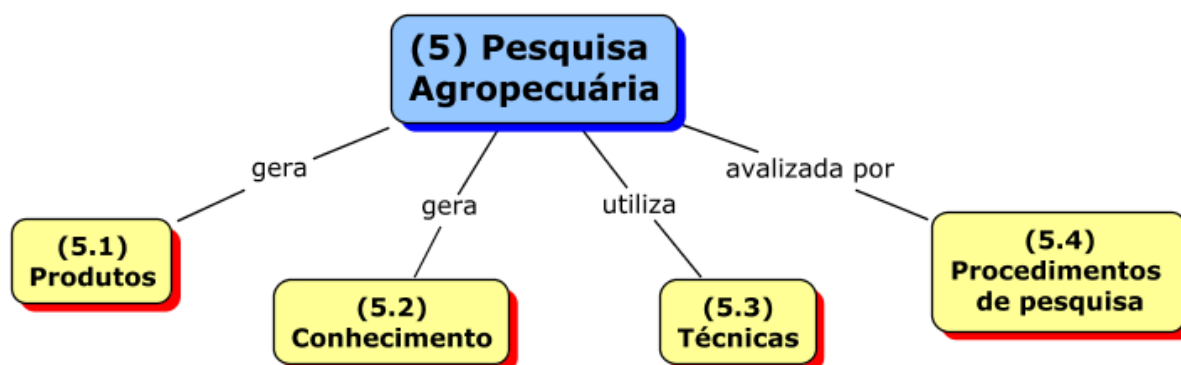 (5) Pesquisa
Agropecuária
gera
gera
utiliza
avalizada por
(5.1)
Produtos
(5.2)
Conhecimento
(5.3)
Técnicas
(5.4)
Procedimentos
de pesquisa